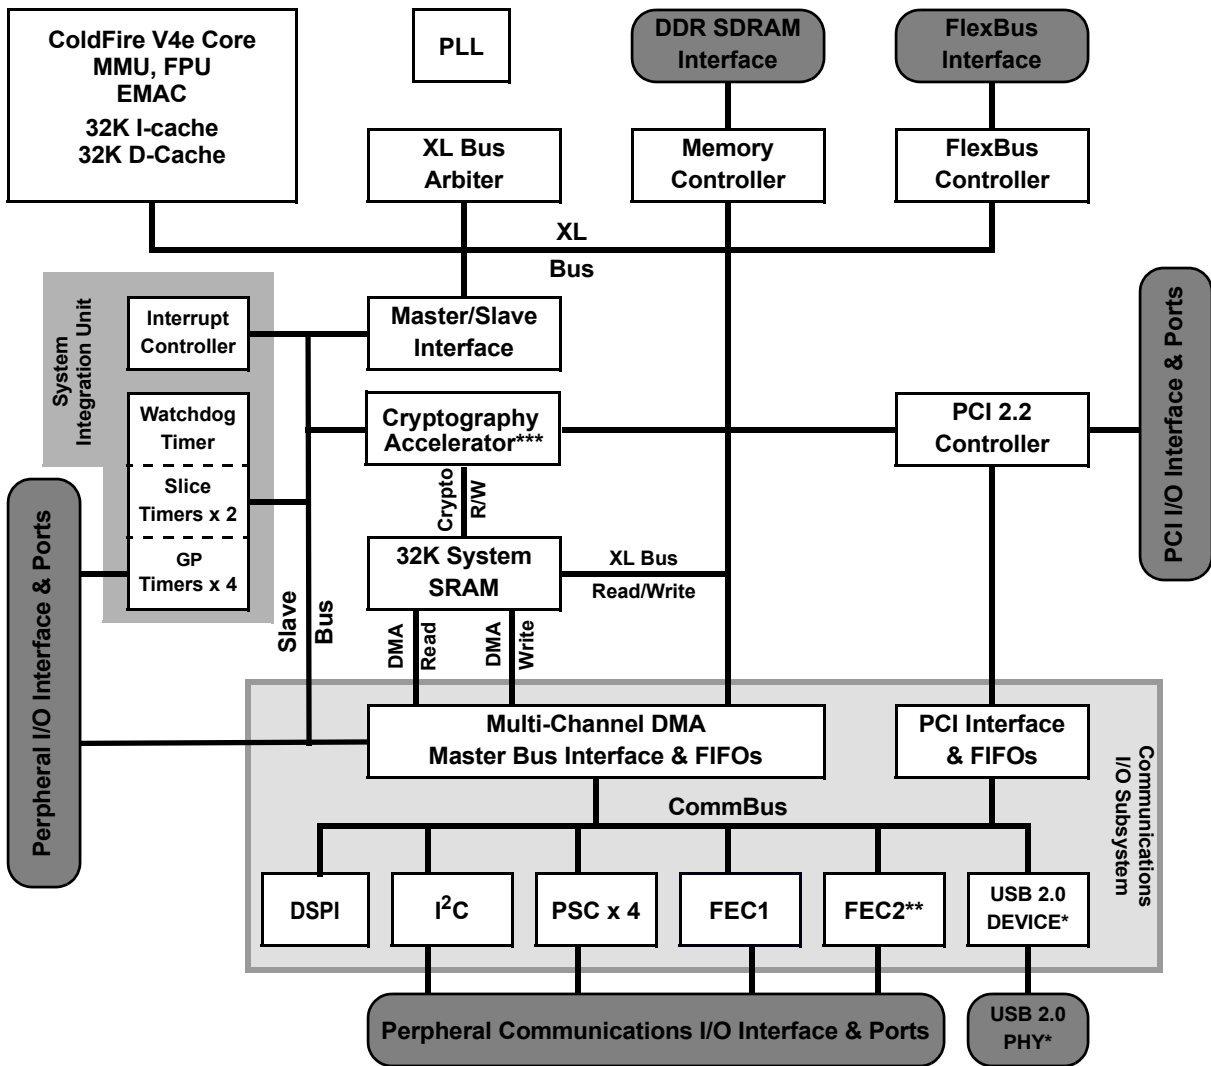 ColdFire V4e Core
MMU, FPU
EMAC
32K I-cache
32K D-Cache
PLL
DDR SDRAM
Interface
FlexBus
Interface
XL Bus
Arbiter
Memory
Controller
FlexBus
Controller
XL
Bus
System
Integration Unit
Interrupt
Controller
Master/Slave
Interface
Watchdog
Timer
Slice
Timers x 2
GP
Timers x 4
Cryptography
Accelerator***
PCI 2.2
Controller
PCI I/O Interface & Ports
Crypto
R/W
32K System
SRAM
XL Bus
Read/Write
Slave
Bus
DMA
Read
DMA
Write
Perpheral I/O Interface & Ports
Multi-Channel DMA
Master Bus Interface & FIFOs
PCI Interface
& FIFOs
Communications
I/O Subsystem
CommBus
DSPI
I²C
PSC x 4
FEC1
FEC2**
USB 2.0
DEVICE*
Perpheral Communications I/O Interface & Ports
USB 2.0
PHY*